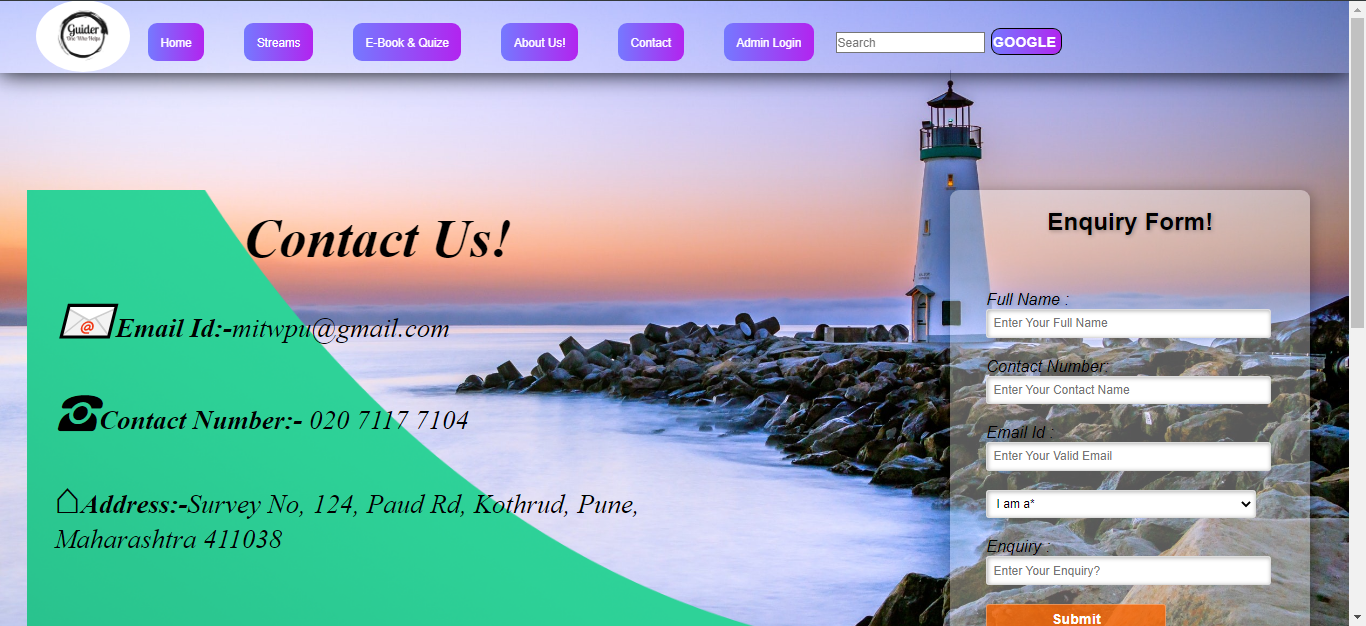 Guider
One Who Helps
Home
Streams
E-Book & Quize
About Us!
Contact
Admin Login
Search
GOOGLE
Contact Us!
@
Email Id:-mitwpu@gmail.com
Contact Number:- 020 7117 7104
Address:-Survey No, 124, Paud Rd, Kothrud, Pune,
Maharashtra 411038
Enquiry Form!
Full Name :
Enter Your Full Name
Contact Number:
Enter Your Contact Name
Email Id :
Enter Your Valid Email
I am a*
Enquiry :
Enter Your Enquiry?
Submit